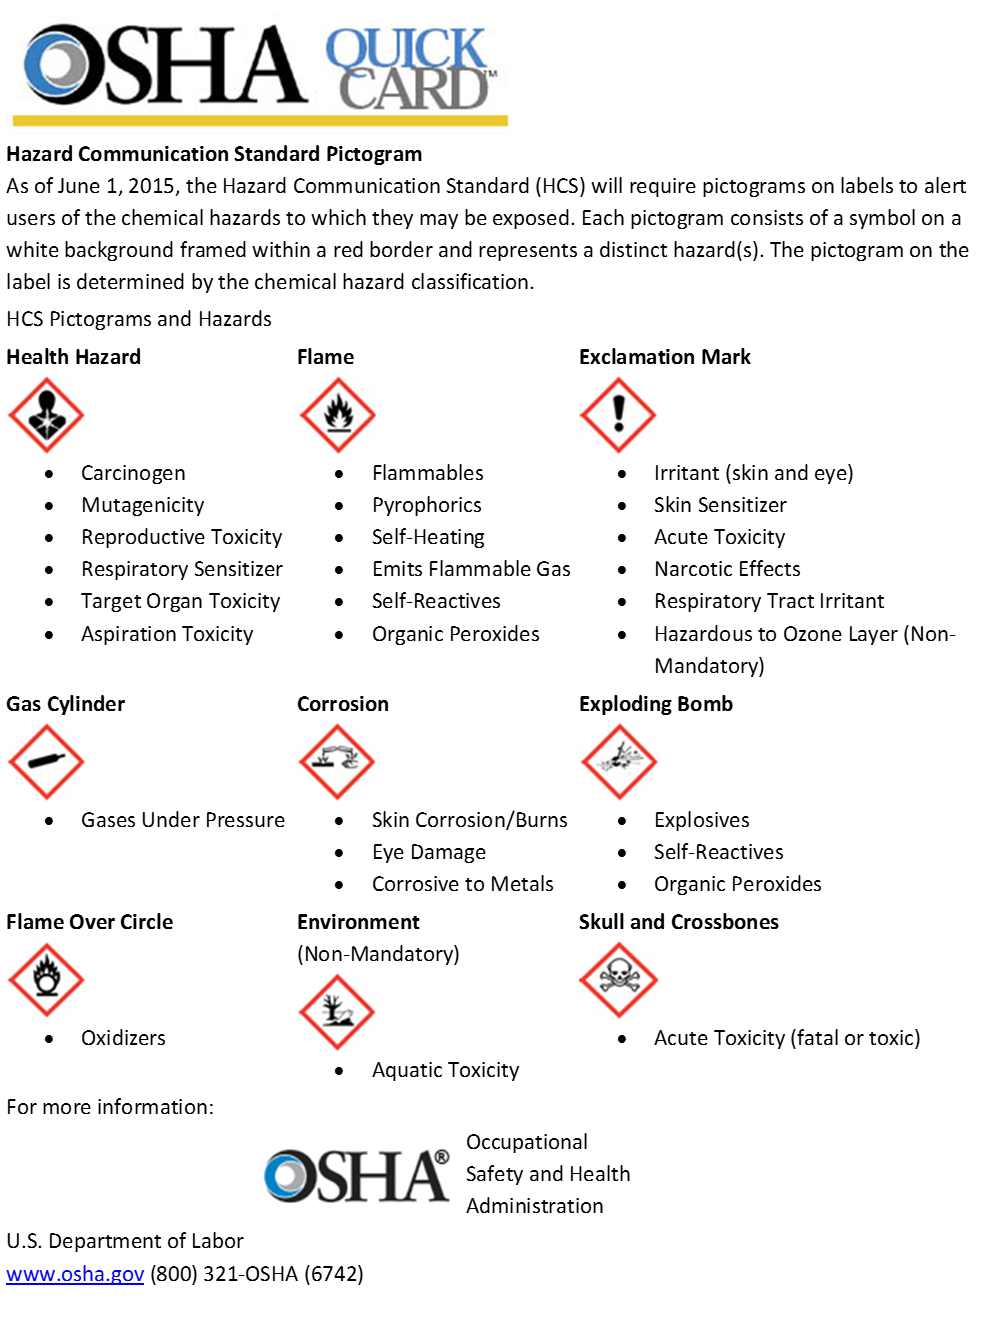 OSHA QUICK
CARD™
Hazard Communication Standard Pictogram
As of June 1, 2015, the Hazard Communication Standard (HCS) will require pictograms on labels to alert
users of the chemical hazards to which they may be exposed. Each pictogram consists of a symbol on a
white background framed within a red border and represents a distinct hazard(s). The pictogram on the
label is determined by the chemical hazard classification.
HCS Pictograms and Hazards
Health Hazard
• Carcinogen
• Mutagenicity
• Reproductive Toxicity
• Respiratory Sensitizer
• Target Organ Toxicity
• Aspiration Toxicity
Flame
• Flammables
• Pyrophorics
• Self-Heating
• Emits Flammable Gas
• Self-Reactives
• Organic Peroxides
Exclamation Mark
• Irritant (skin and eye)
• Skin Sensitizer
• Acute Toxicity
• Narcotic Effects
• Respiratory Tract Irritant
• Hazardous to Ozone Layer (Non-
Mandatory)
Gas Cylinder
• Gases Under Pressure
Corrosion
• Skin Corrosion/Burns
• Eye Damage
• Corrosive to Metals
Exploding Bomb
• Explosives
• Self-Reactives
• Organic Peroxides
Flame Over Circle
• Oxidizers
Environment
(Non-Mandatory)
• Aquatic Toxicity
Skull and Crossbones
• Acute Toxicity (fatal or toxic)
For more information:
OSHA®
Occupational
Safety and Health
Administration
U.S. Department of Labor
www.osha.gov (800) 321-OSHA (6742)